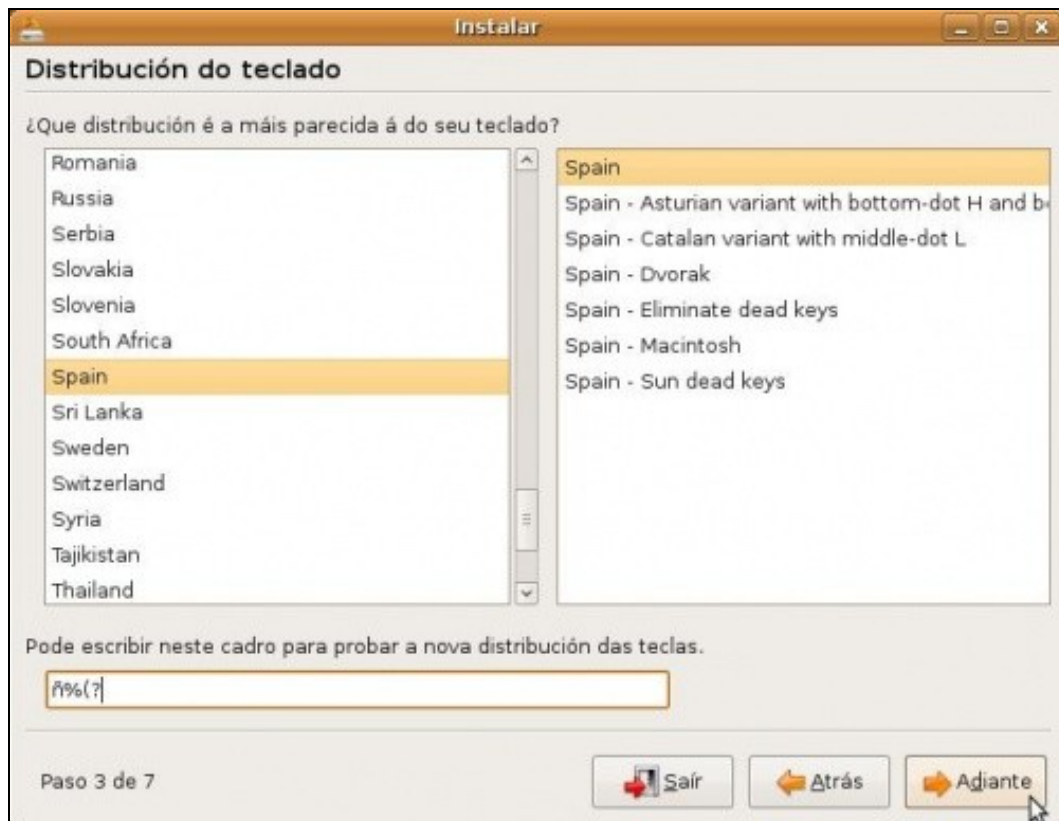 Instalar
Distribución do teclado
¿Que distribución é a máis parecida á do seu teclado?
Romania
Russia
Serbia
Slovakia
Slovenia
South Africa
Spain
Sri Lanka
Sweden
Switzerland
Syria
Tajikistan
Thailand
Spain
Spain - Asturian variant with bottom-dot H and
Spain - Catalan variant with middle-dot L
Spain - Dvorak
Spain - Eliminate dead keys
Spain - Macintosh
Spain - Sun dead keys
Pode escribir neste cadro para probar a nova distribución das teclas.
ñ%(?
Paso 3 de 7
Saír
Atrás
Adiante